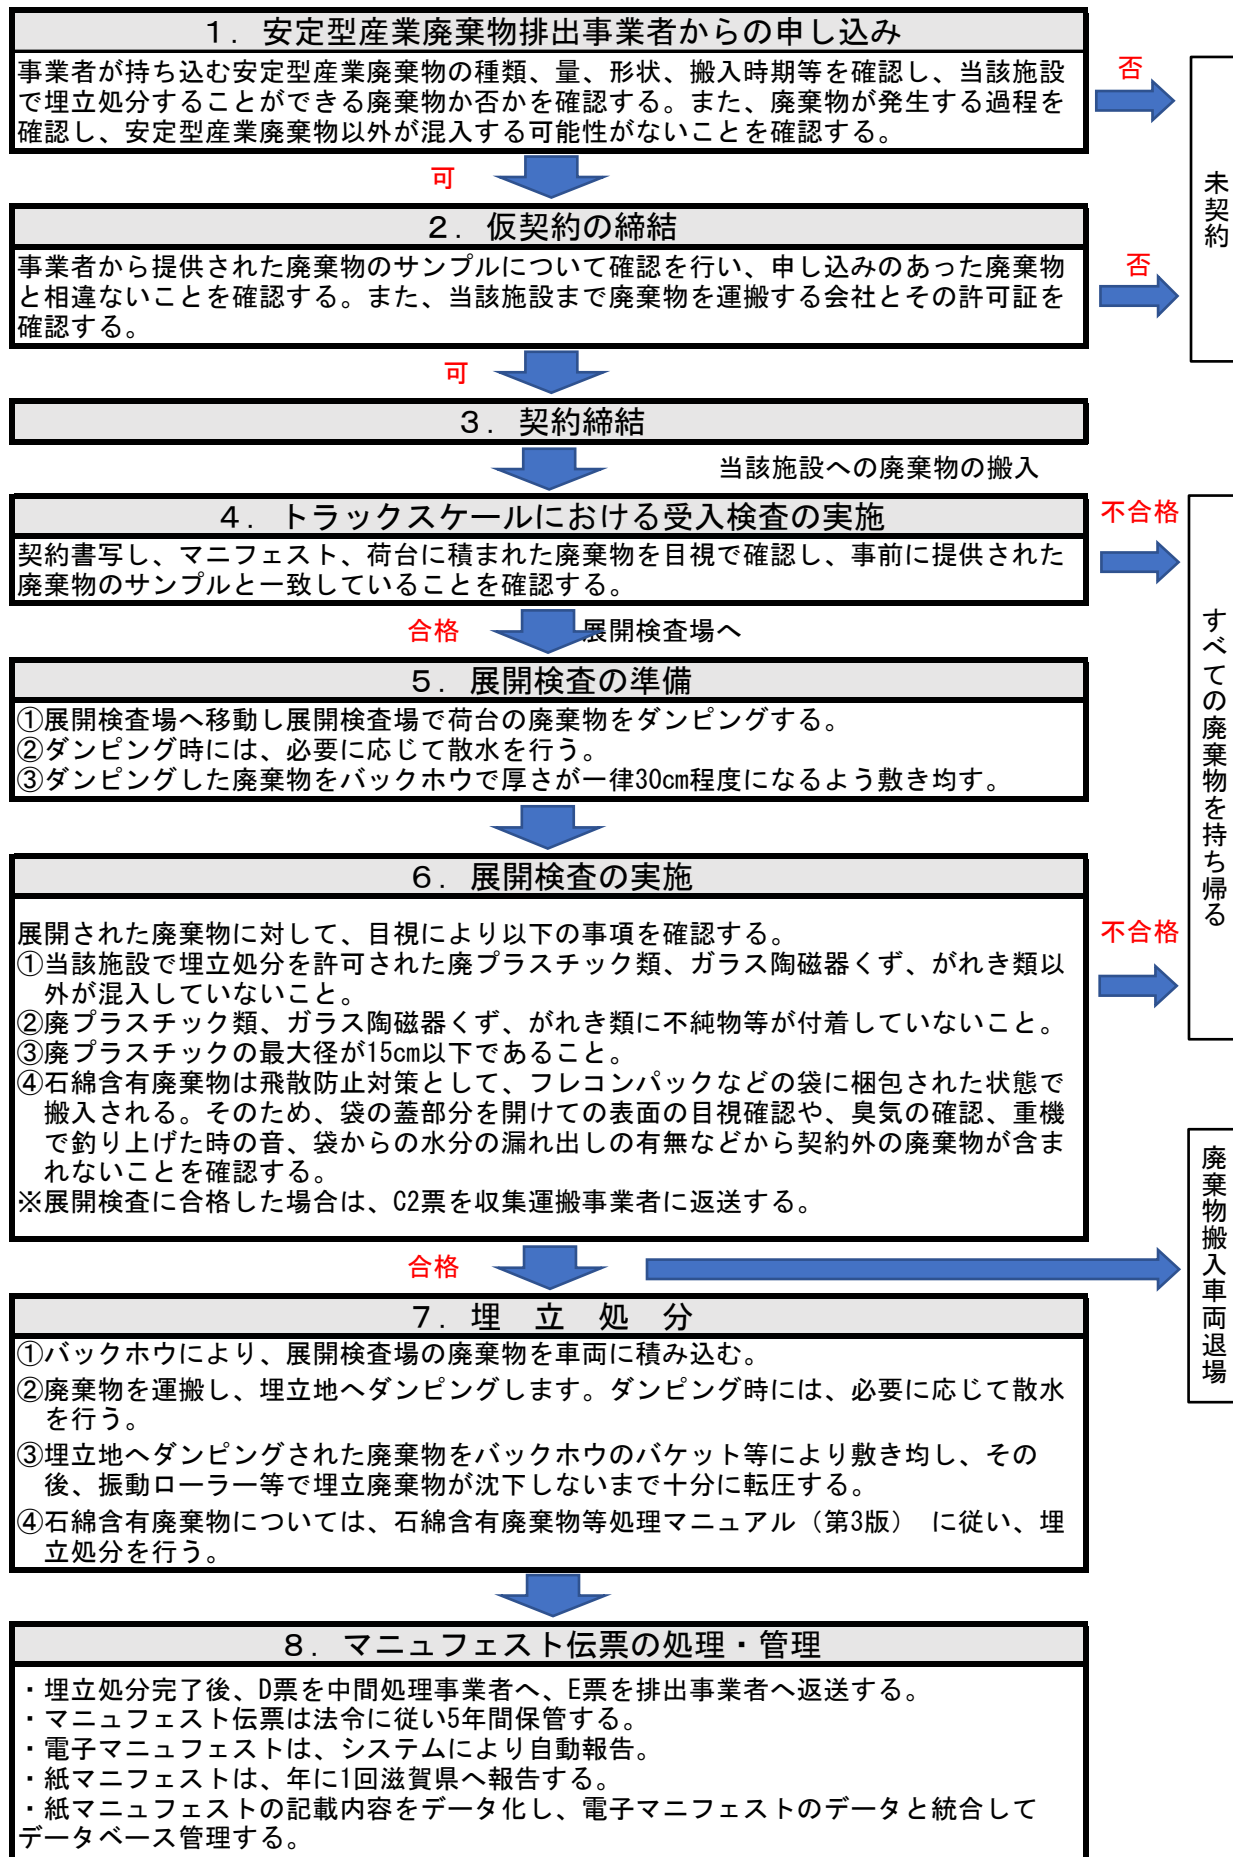 １. 安定型産業廃棄物排出事業者からの申し込み
事業者が持ち込む安定型産業廃棄物の種類、量、形状、搬入時期等を確認し、当該施設
で埋立処分することができる廃棄物か否かを確認する。また、廃棄物が発生する過程を
確認し、安定型産業廃棄物以外が混入する可能性がないことを確認する。
否
未契約
可
２. 仮契約の締結
事業者から提供された廃棄物のサンプルについて確認を行い、申し込みのあった廃棄物
と相違ないことを確認する。また、当該施設まで廃棄物を運搬する会社とその許可証を
確認する。
否
可
３. 契約締結
当該施設への廃棄物の搬入
４. トラックスケールにおける受入検査の実施
契約書写し、マニフェスト、荷台に積まれた廃棄物を目視で確認し、事前に提供された
廃棄物のサンプルと一致していることを確認する。
不合格
すべての廃棄物を持ち帰る
合格
展開検査場へ
５. 展開検査の準備
①展開検査場へ移動し展開検査場で荷台の廃棄物をダンピングする。
②ダンピング時には、必要に応じて散水を行う。
③ダンピングした廃棄物をバックホウで厚さが一律30cm程度になるよう敷き均す。
６. 展開検査の実施
展開された廃棄物に対して、目視により以下の事項を確認する。
①当該施設で埋立処分を許可された廃プラスチック類、ガラス陶磁器くず、がれき類以
外が混入していないこと。
②廃プラスチック類、ガラス陶磁器くず、がれき類に不純物等が付着していないこと。
③廃プラスチックの最大径が15cm以下であること。
④石綿含有廃棄物は飛散防止対策として、フレコンパックなどの袋に梱包された状態で
搬入される。そのため、袋の蓋部分を開けての表面の目視確認や、臭気の確認、重機
で釣り上げた時の音、袋からの水分の漏れ出しの有無などから契約外の廃棄物が含ま
れないことを確認する。
※展開検査に合格した場合は、C2票を収集運搬事業者に返送する。
不合格
合格
廃棄物搬入車両退場
７. 埋　立　処　分
①バックホウにより、展開検査場の廃棄物を車両に積み込む。
②廃棄物を運搬し、埋立地へダンピングします。ダンピング時には、必要に応じて散水
を行う。
③埋立地へダンピングされた廃棄物をバックホウのバケット等により敷き均し、その
後、振動ローラー等で埋立廃棄物が沈下しないまで十分に転圧する。
④石綿含有廃棄物については、石綿含有廃棄物等処理マニュアル（第3版） に従い、埋
立処分を行う。
８. マニュフェスト伝票の処理・管理
・埋立処分完了後、D票を中間処理事業者へ、E票を排出事業者へ返送する。
・マニュフェスト伝票は法令に従い5年間保管する。
・電子マニュフェストは、システムにより自動報告。
・紙マニフェストは、年に1回滋賀県へ報告する。
・紙マニュフェストの記載内容をデータ化し、電子マニフェストのデータと統合して
データベース管理する。